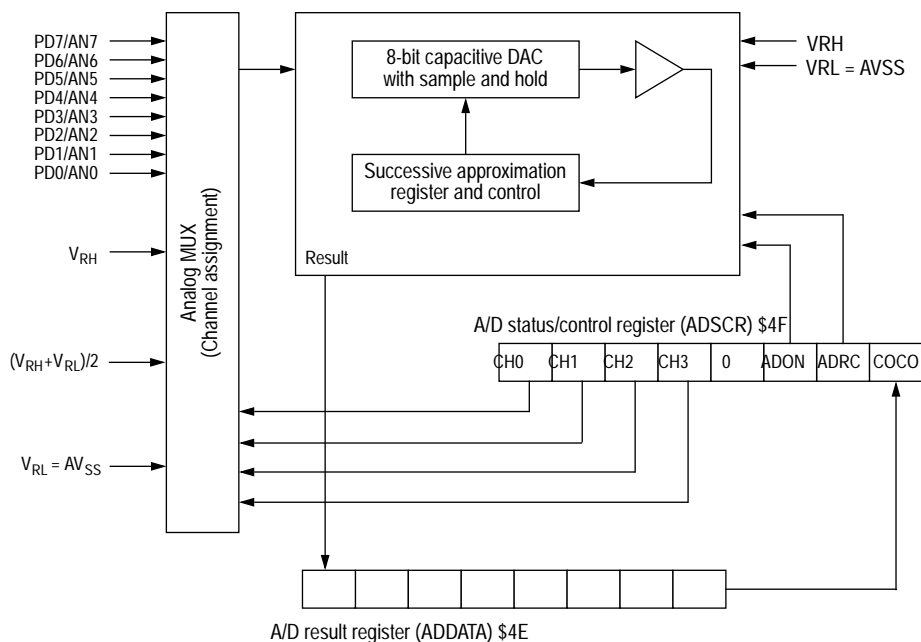 PD7/AN7
PD6/AN6
PD5/AN5
PD4/AN4
PD3/AN3
PD2/AN2
PD1/AN1
PD0/AN0
VRH
(VRH+VRL)/2
VRL = AVSS
Analog MUX
(Channel assignment)
8-bit capacitive DAC
with sample and hold
Successive approximation
register and control
Result
VRH
VRL = AVSS
A/D status/control register (ADSCR) $4F
CH0 CH1 CH2 CH3 0 ADON ADRC COCO
A/D result register (ADDATA) $4E